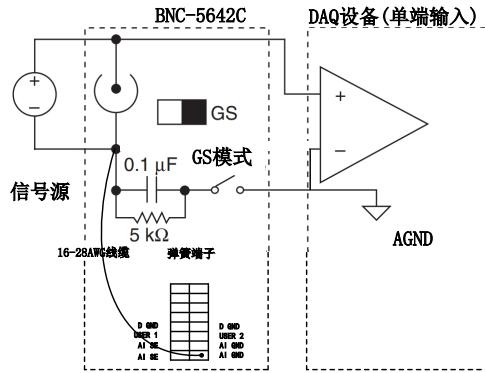 BNC-5642C
DAQ设备(单端输入)
+
−
GS
+
−
0.1 μF
GS模式
信号源
5 kΩ
AGND
16-28AWG线缆
弹簧端子
D GND
D GND
USER 1
USER 2
AI SE
AI GND
AI SE
AI GND